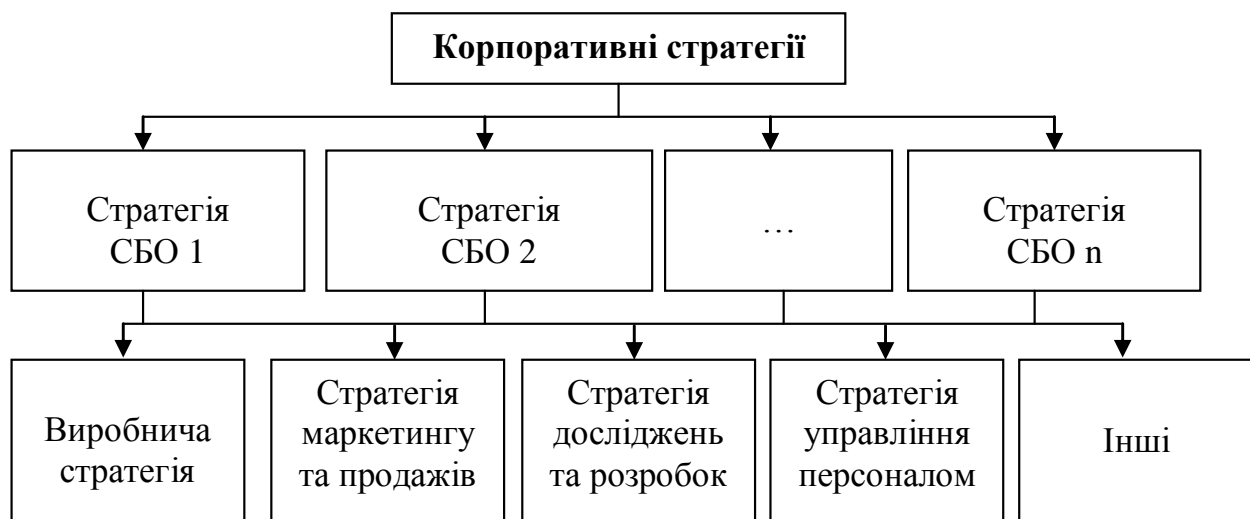 Корпоративні стратегії
Стратегія
СБО 1
Стратегія
СБО 2
…
Стратегія
СБО n
Виробнича
стратегія
Стратегія
маркетингу
та продажів
Стратегія
досліджень
та розробок
Стратегія
управління
персоналом
Інші